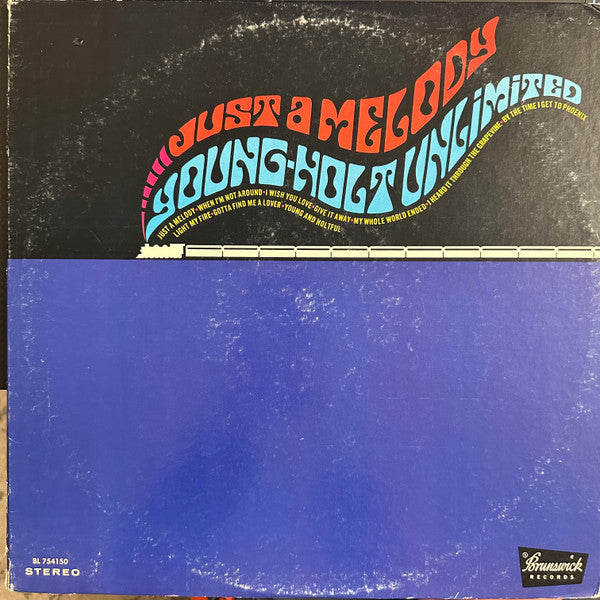 JUST A MELODY
YOUNG-HOLT UNLIMITED
JUST A MELODY•WHEN I'M NOT AROUND•I WISH YOU LOVE•GIVE IT AWAY•MY WHOLE WORLD ENDED•I HEARD IT THROUGH THE GRAPEVINE•BY THE TIME I GET TO PHOENIX
LIGHT MY FIRE•GOTTA FIND ME A LOVER•YOUNG AND HOLTFUL
BL 754150
STEREO
Brunswick
RECORDS